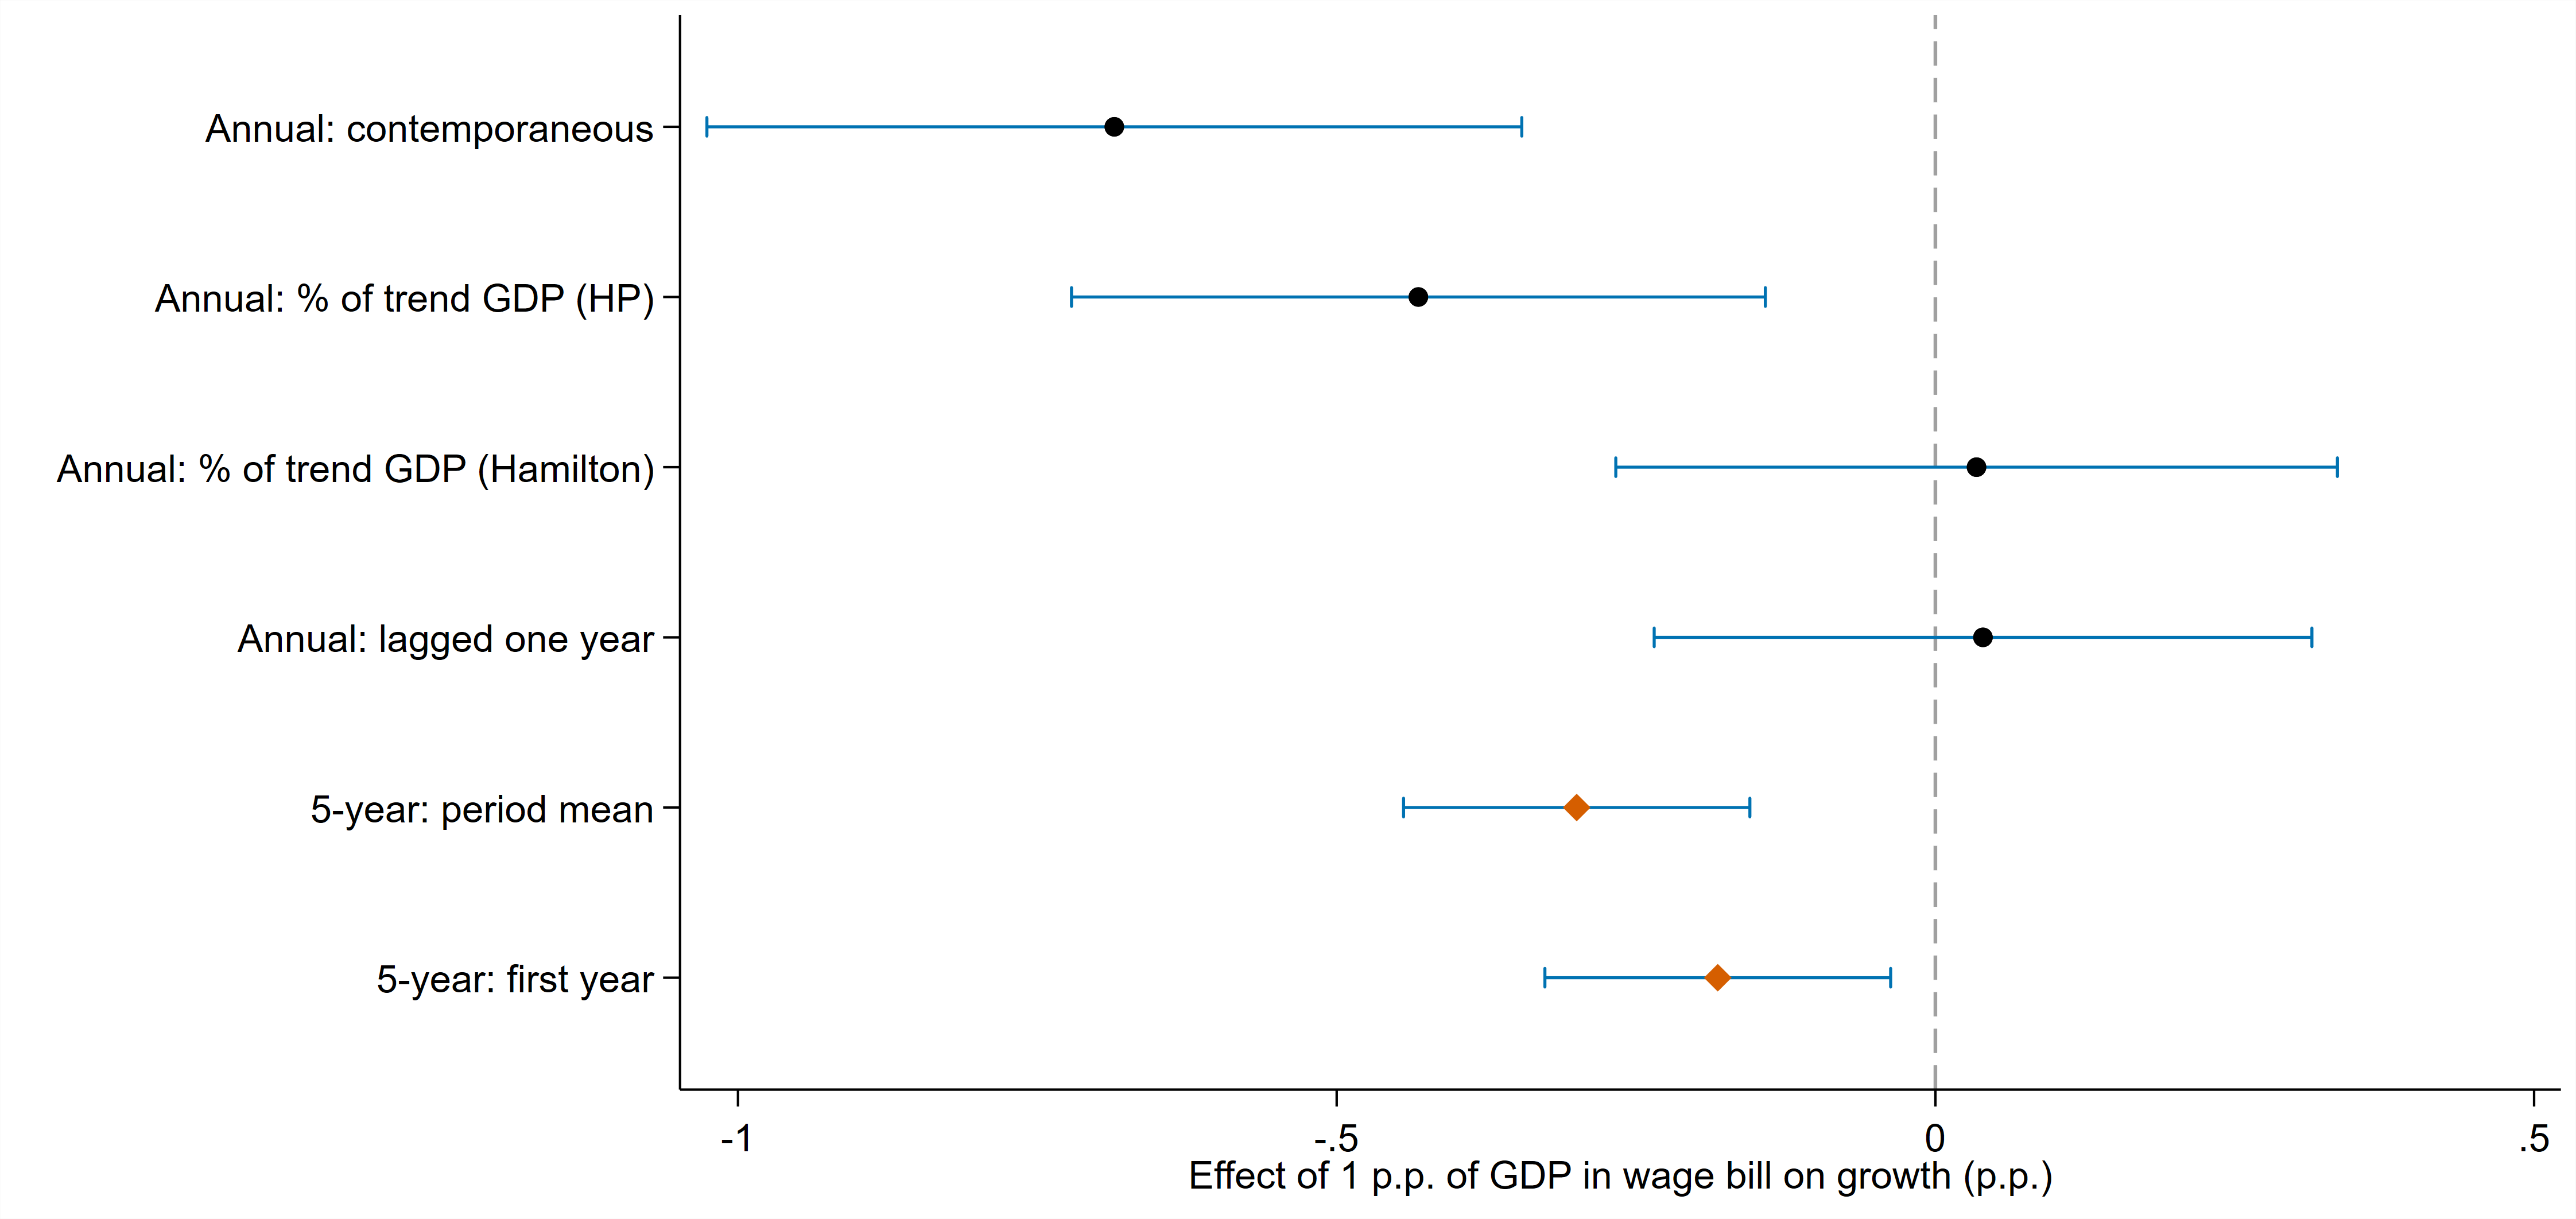 Annual: contemporaneous
Annual: % of trend GDP (HP)
Annual: % of trend GDP (Hamilton)
Annual: lagged one year
5-year: period mean
5-year: first year
-1 -.5 0 .5
Effect of 1 p.p. of GDP in wage bill on growth (p.p.)